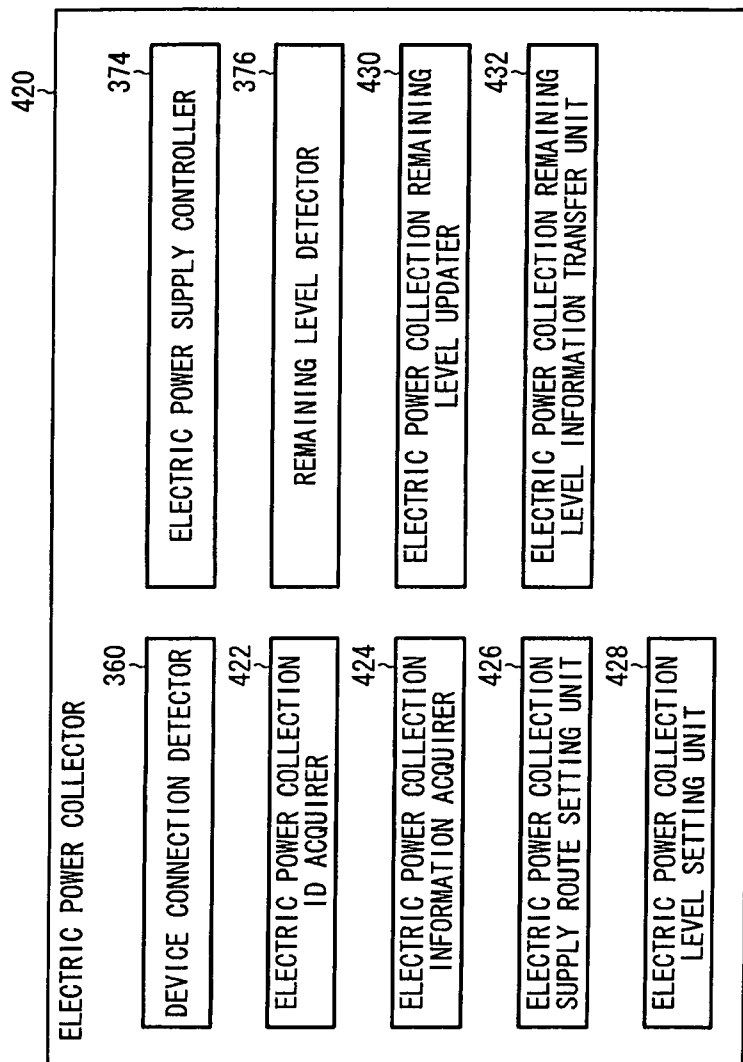 420
ELECTRIC POWER COLLECTOR
360
DEVICE CONNECTION DETECTOR
422
ELECTRIC POWER COLLECTION
ID ACQUIRER
424
ELECTRIC POWER COLLECTION
INFORMATION ACQUIRER
426
ELECTRIC POWER COLLECTION
SUPPLY ROUTE SETTING UNIT
428
ELECTRIC POWER COLLECTION
LEVEL SETTING UNIT
374
ELECTRIC POWER SUPPLY CONTROLLER
376
REMAINING LEVEL DETECTOR
430
ELECTRIC POWER COLLECTION REMAINING
LEVEL UPDATER
432
ELECTRIC POWER COLLECTION REMAINING
LEVEL INFORMATION TRANSFER UNIT